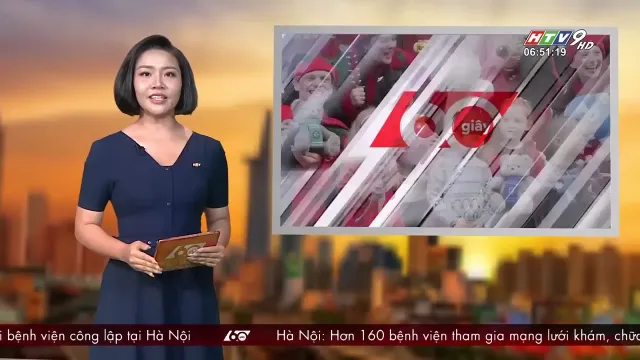 HTV9 HD
06:51:19
60 giây
i bệnh viện công lập tại Hà Nội 60 Hà Nội: Hơn 160 bệnh viện tham gia mạng lưới khám, chữa